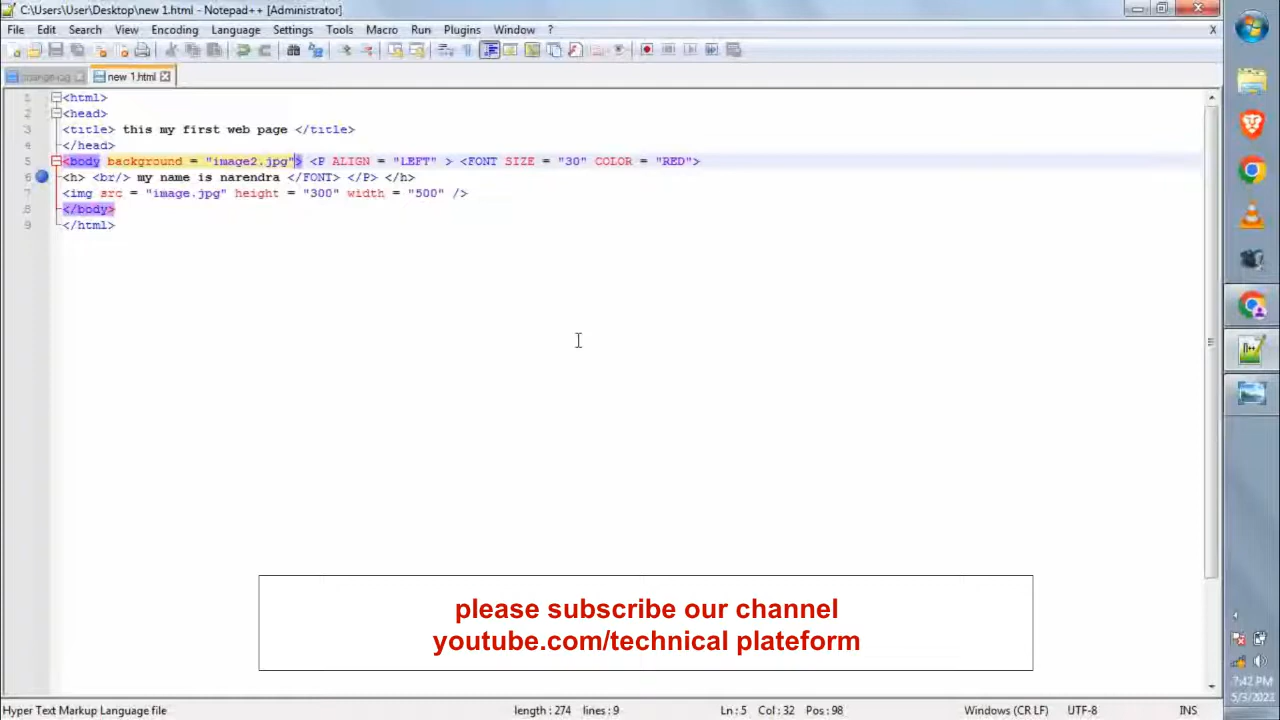 C:\Users\User\Desktop\new 1.html - Notepad++ [Administrator]
File Edit Search View Encoding Language Settings Tools Macro Run Plugins Window ?
X
new 1.html
1 <html>
2 <head>
3 <title> this my first web page </title>
4 </head>
5 <body background = "image2.jpg"> <P ALIGN = "LEFT" > <FONT SIZE = "30" COLOR = "RED">
6 <h> <br/> my name is narendra </FONT> </P> </h>
7 <img src = "image.jpg" height = "300" width = "500" />
8 </body>
9 </html>
please subscribe our channel
youtube.com/technical plateform
7:42 PM
Hyper Text Markup Language file length : 274 lines : 9 Ln : 5 Col : 32 Pos : 98 Windows (CR LF) UTF-8 INS